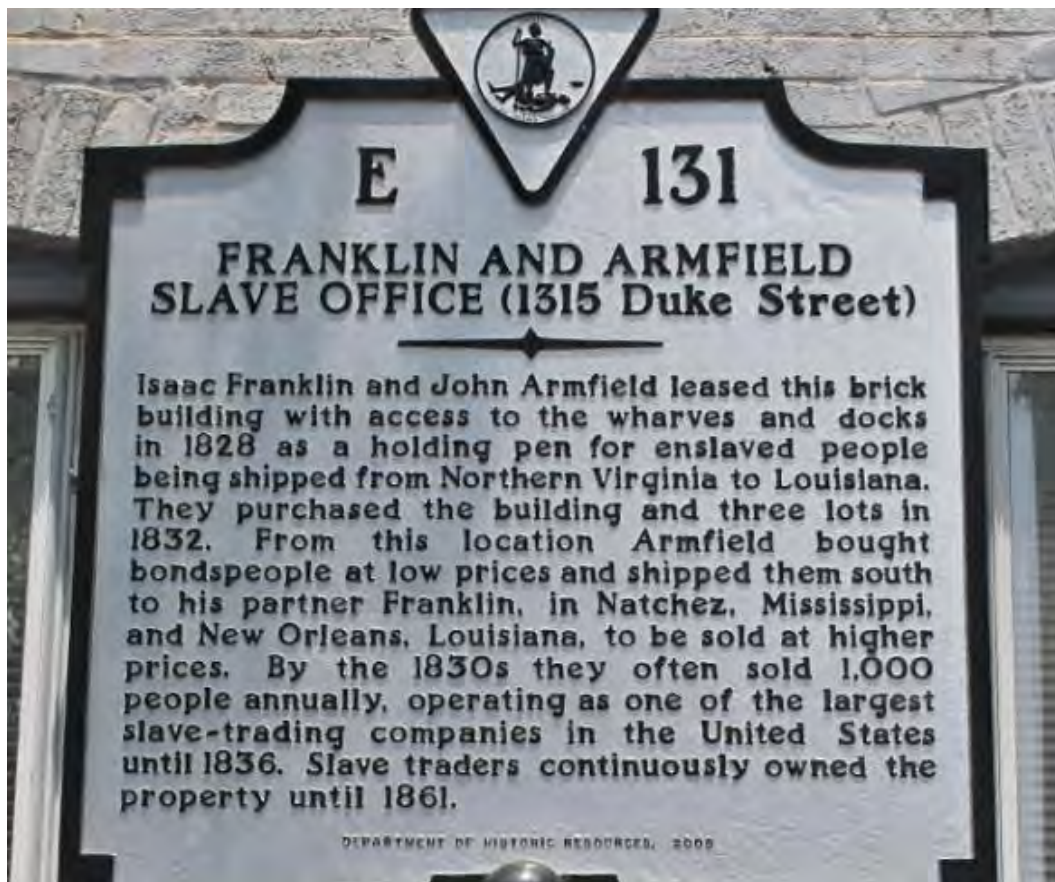 E 131
FRANKLIN AND ARMFIELD
SLAVE OFFICE (1315 Duke Street)
Isaac Franklin and John Armfield leased this brick
building with access to the wharves and docks
in 1828 as a holding pen for enslaved people
being shipped from Northern Virginia to Louisiana.
They purchased the building and three lots in
1832. From this location Armfield bought
bondspeople at low prices and shipped them south
to his partner Franklin, in Natchez, Mississippi,
and New Orleans, Louisiana, to be sold at higher
prices. By the 1830s they often sold 1,000
people annually, operating as one of the largest
slave-trading companies in the United States
until 1836. Slave traders continuously owned the
property until 1861.
DEPARTMENT OF HISTORIC RESOURCES,